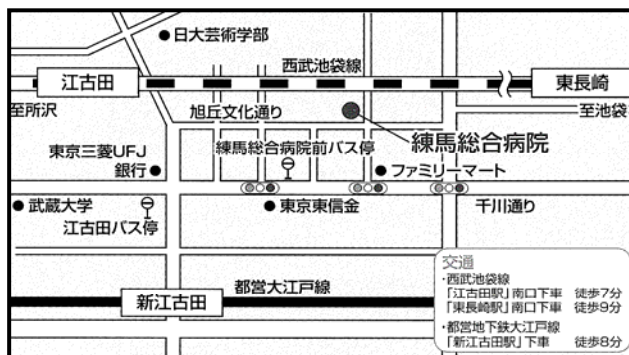 日大芸術学部
西武池袋線
江古田
東長崎
至所沢
旭丘文化通り
至池袋
練馬総合病院
東京三菱UFJ
銀行
練馬総合病院前バス停
ファミリーマート
武蔵大学
江古田バス停
東京東信金
千川通り
都営大江戸線
新江古田
交通
・西武池袋線
「江古田駅」南口下車 徒歩7分
「東長崎駅」南口下車 徒歩9分
・都営地下鉄大江戸線
「新江古田駅」下車 徒歩8分